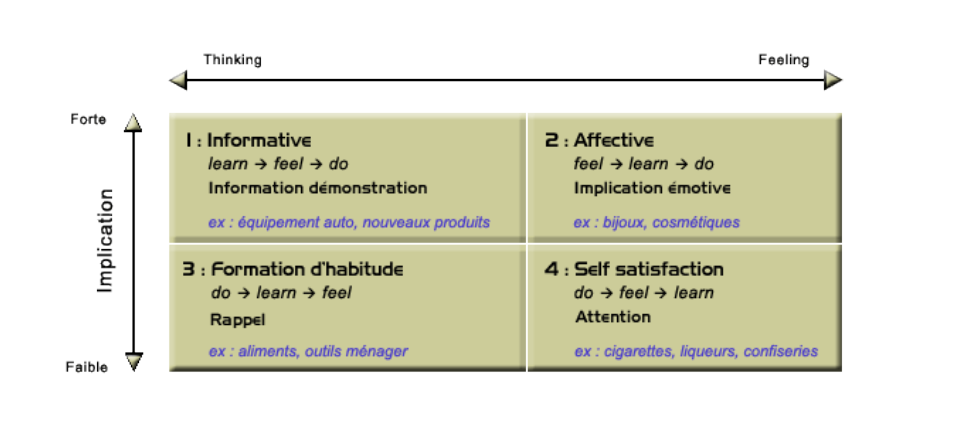 Thinking
Feeling
Forte
Implication
Faible
1 : Informative
learn → feel → do
Information démonstration
ex : équipement auto, nouveaux produits
2 : Affective
feel → learn → do
Implication émotive
ex : bijoux, cosmétiques
3 : Formation d'habitude
do → learn → feel
Rappel
ex : aliments, outils ménager
4 : Self satisfaction
do → feel → learn
Attention
ex : cigarettes, liqueurs, confiseries